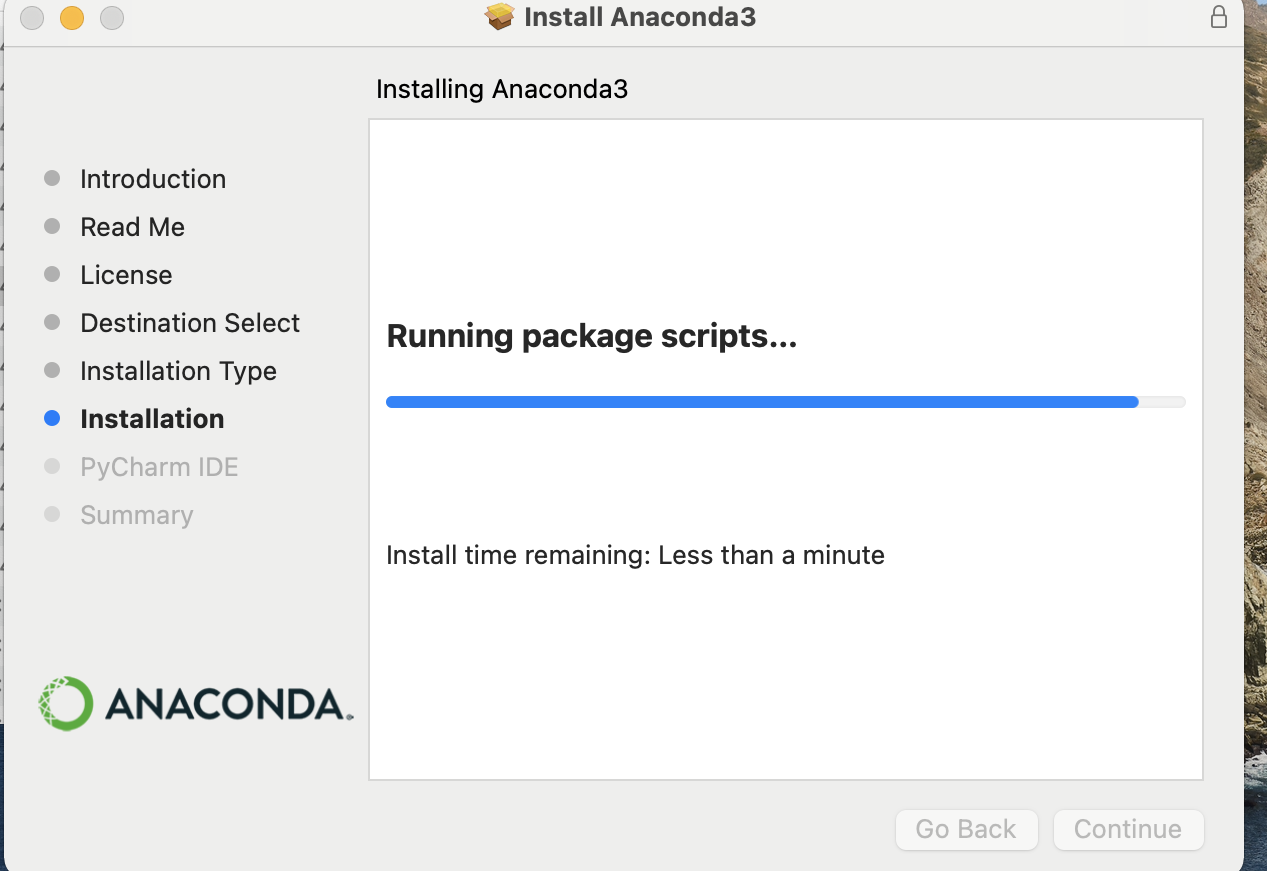 Install Anaconda3
Installing Anaconda3
Introduction
Read Me
License
Destination Select
Installation Type
Installation
PyCharm IDE
Summary
Running package scripts...
Install time remaining: Less than a minute
ANACONDA.
Go Back
Continue